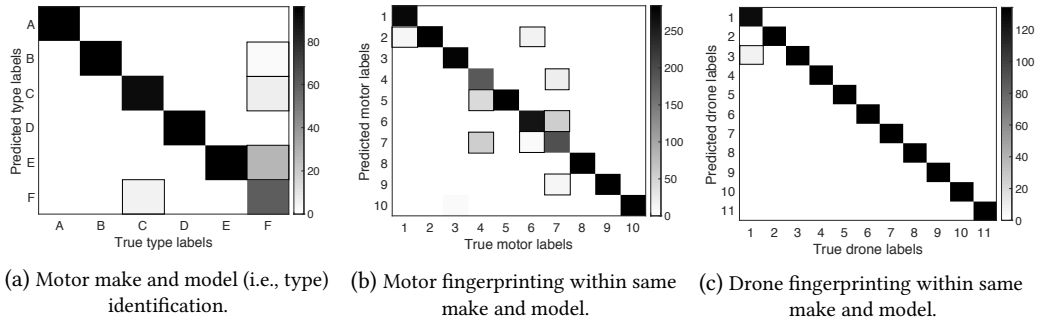 A
B
C
D
E
F
Predicted type labels
A B C D E F
True type labels
80
60
40
20
0
1
2
3
4
5
6
7
8
9
10
Predicted motor labels
1 2 3 4 5 6 7 8 9 10
True motor labels
250
200
150
100
50
0
1
2
3
4
5
6
7
8
9
10
11
Predicted drone labels
1 2 3 4 5 6 7 8 9 10 11
True drone labels
120
100
80
60
40
20
0
(a) Motor make and model (i.e., type)
identification.
(b) Motor fingerprinting within same
make and model.
(c) Drone fingerprinting within same
make and model.